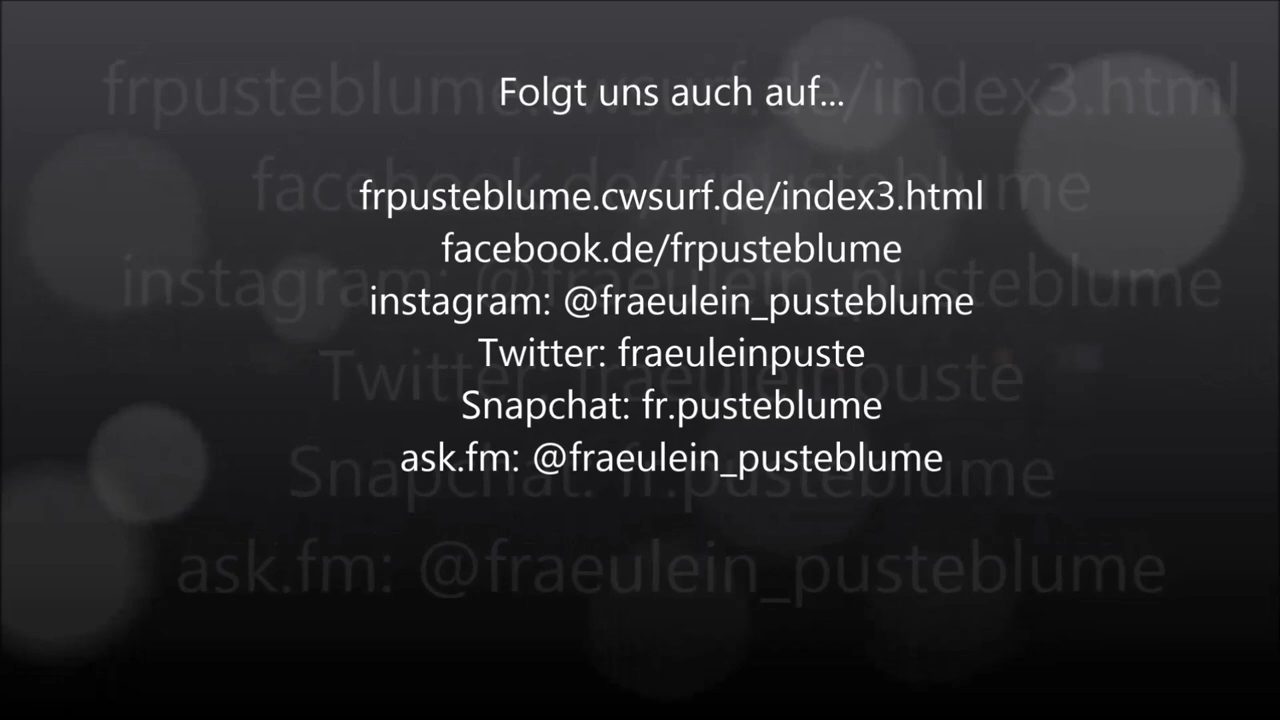 Folgt uns auch auf...
frpusteblume.cwsurf.de/index3.html
facebook.de/frpusteblume
instagram: @fraeulein_pusteblume
Twitter: fraeuleinpuste
Snapchat: fr.pusteblume
ask.fm: @fraeulein_pusteblume